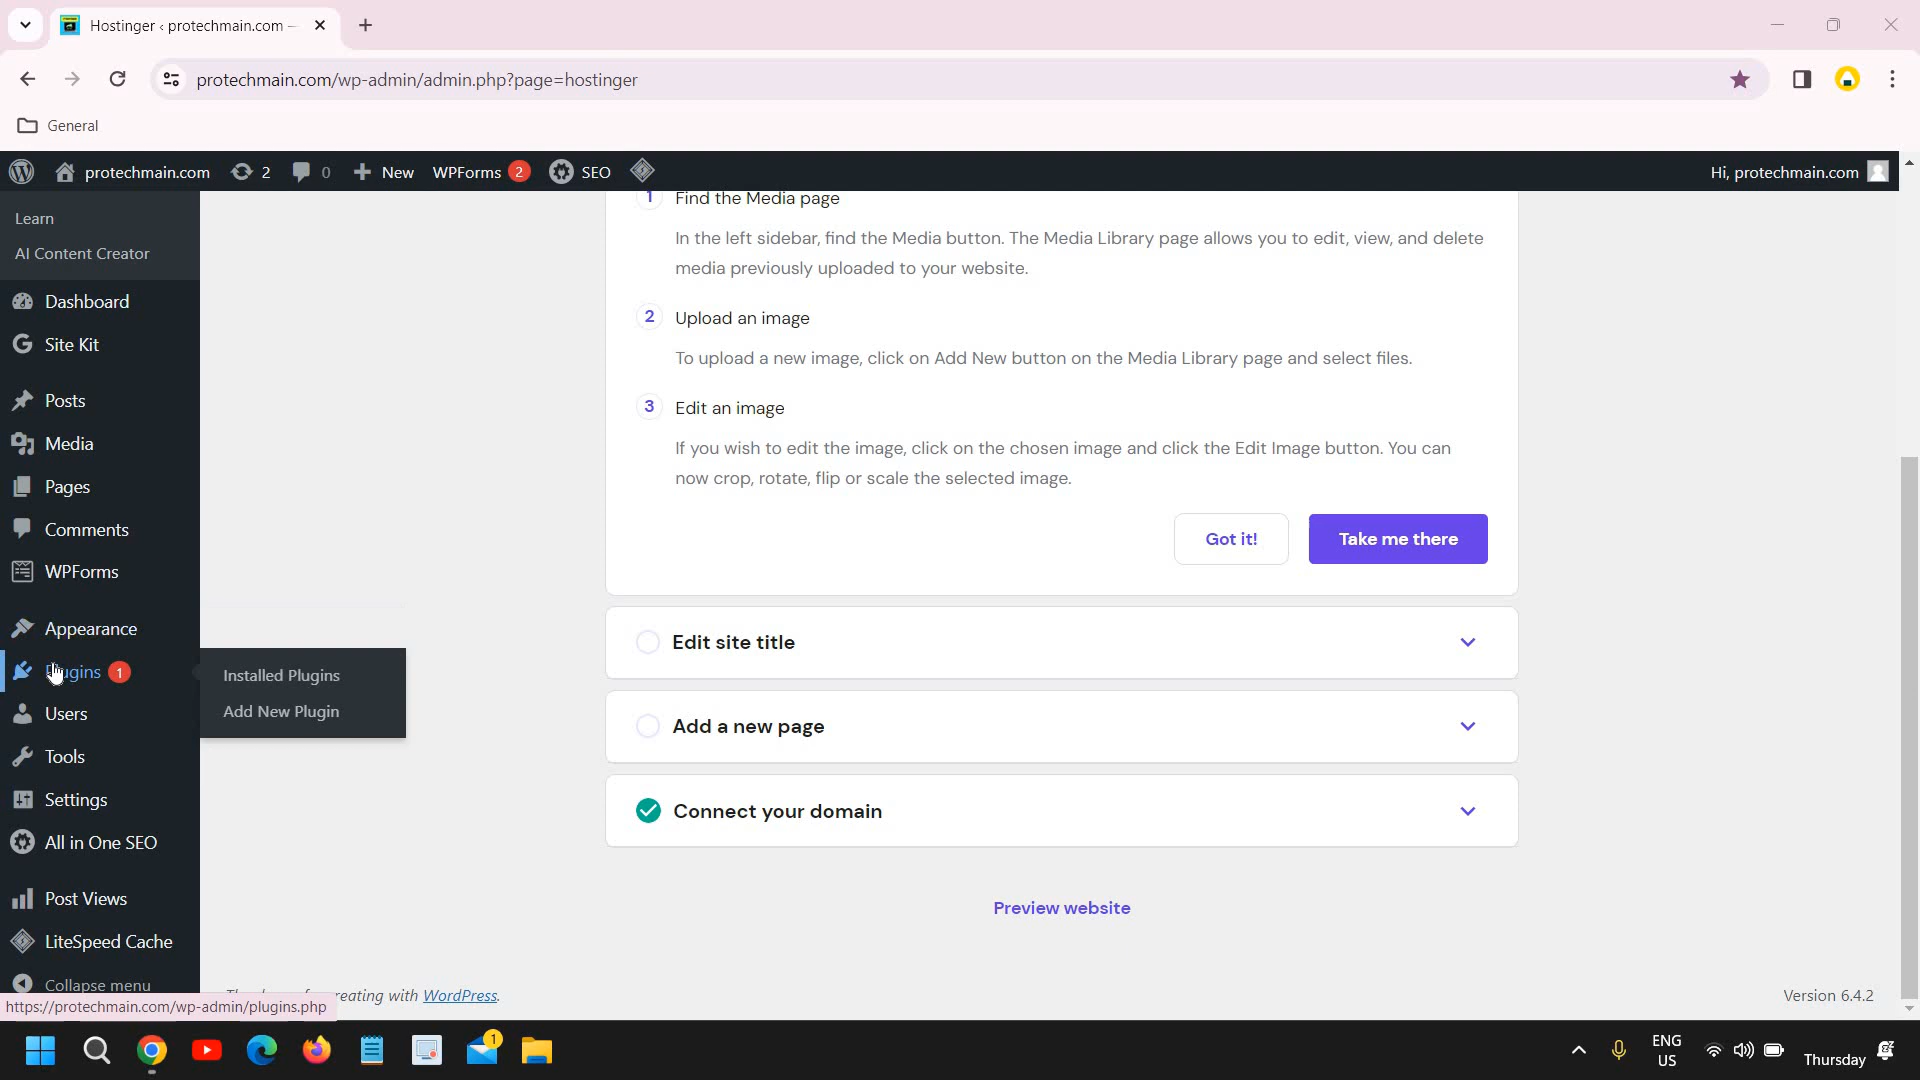 Hostinger ‹ protechmain.com –
protechmain.com/wp-admin/admin.php?page=hostinger
General
protechmain.com 2 0 New WPForms 2 SEO
Hi, protechmain.com
Learn
AI Content Creator
Dashboard
Site Kit
Posts
Media
Pages
Comments
WPForms
Appearance
Plugins 1
Installed Plugins
Add New Plugin
Users
Tools
Settings
All in One SEO
Post Views
LiteSpeed Cache
Collapse menu
https://protechmain.com/wp-admin/plugins.php
1 Find the Media page
In the left sidebar, find the Media button. The Media Library page allows you to edit, view, and delete
media previously uploaded to your website.
2 Upload an image
To upload a new image, click on Add New button on the Media Library page and select files.
3 Edit an image
If you wish to edit the image, click on the chosen image and click the Edit Image button. You can
now crop, rotate, flip or scale the selected image.
Got it! Take me there
Edit site title
Add a new page
Connect your domain
Preview website
creating with WordPress.
Version 6.4.2
1
ENG
US
Thursday